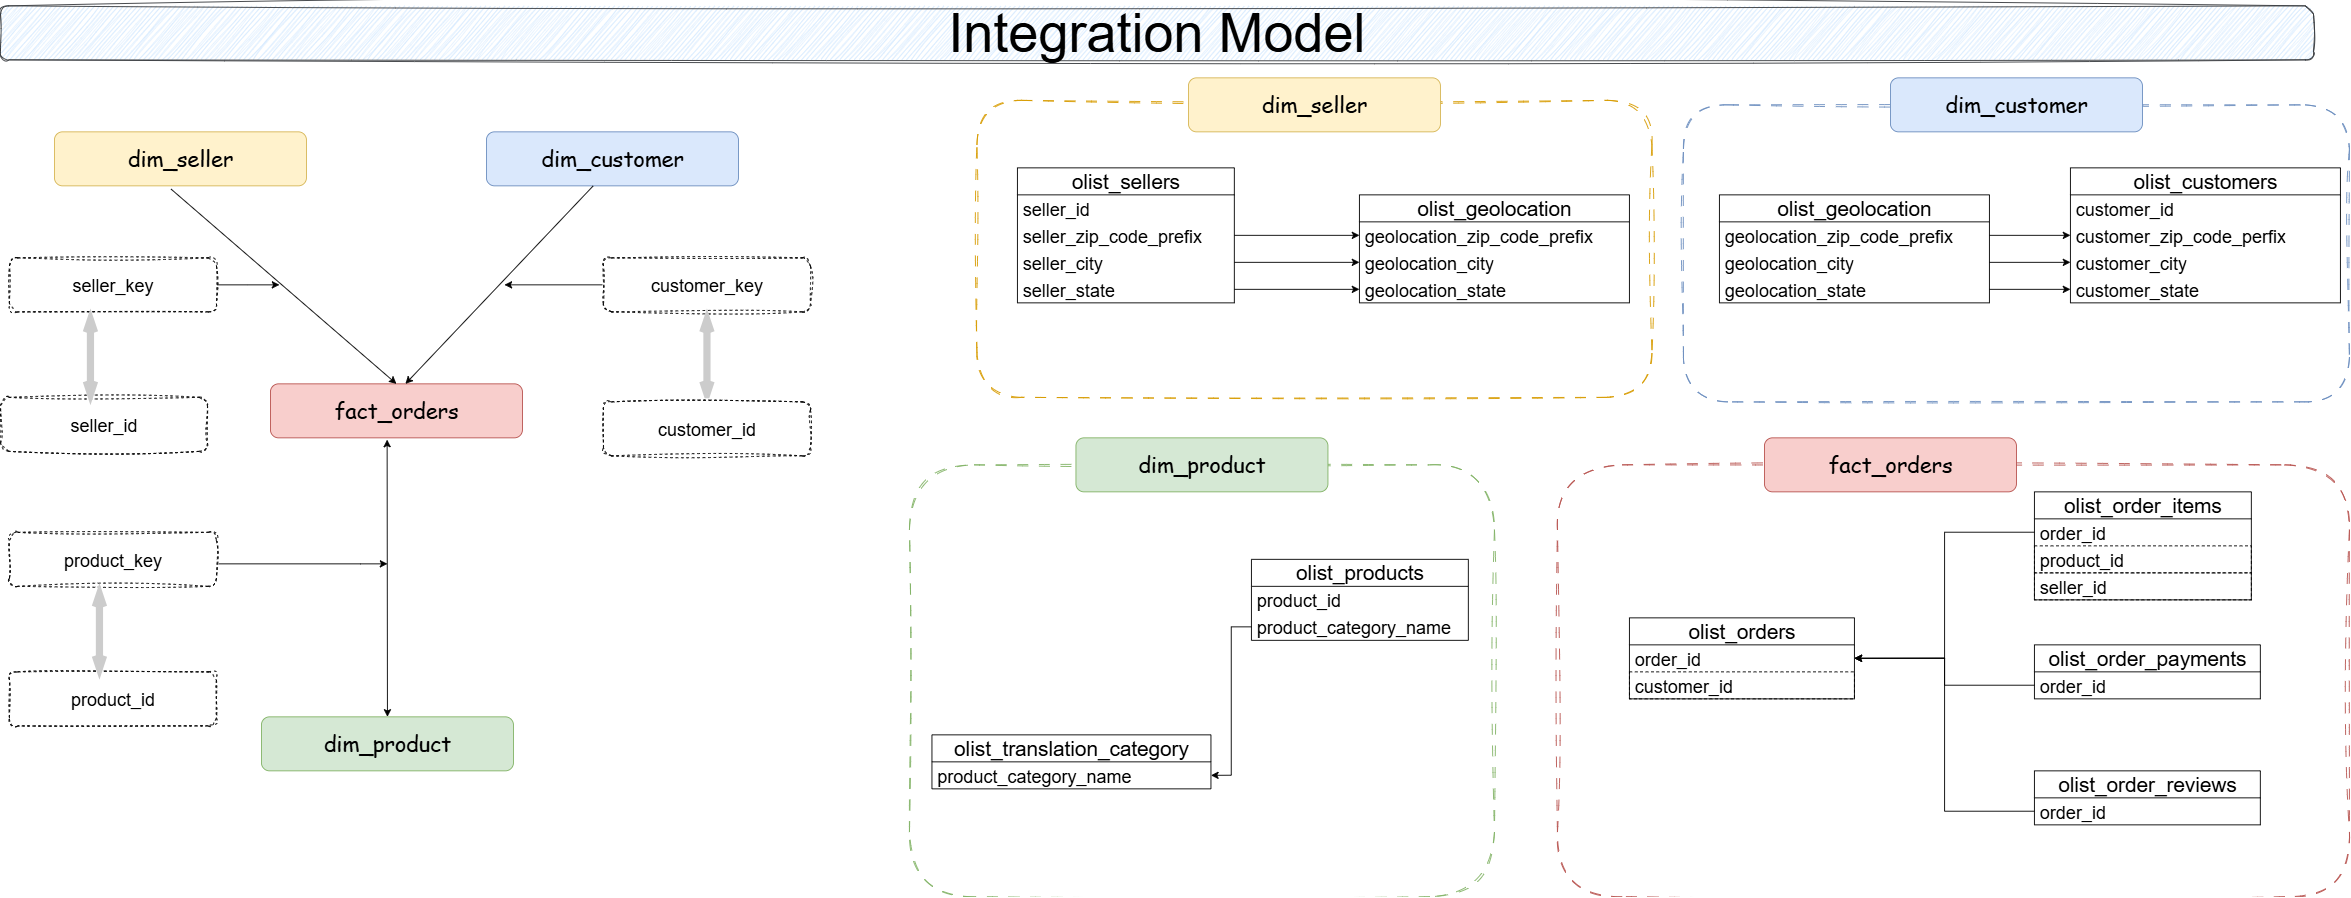 Integration Model
dim_seller
dim_customer
seller_key
customer_key
seller_id
fact_orders
customer_id
product_key
product_id
dim_product
dim_seller
olist_sellers
seller_id
seller_zip_code_prefix
seller_city
seller_state
olist_geolocation
geolocation_zip_code_prefix
geolocation_city
geolocation_state
dim_customer
olist_geolocation
geolocation_zip_code_prefix
geolocation_city
geolocation_state
olist_customers
customer_id
customer_zip_code_perfix
customer_city
customer_state
dim_product
olist_products
product_id
product_category_name
olist_translation_category
product_category_name
fact_orders
olist_order_items
order_id
product_id
seller_id
olist_orders
order_id
customer_id
olist_order_payments
order_id
olist_order_reviews
order_id